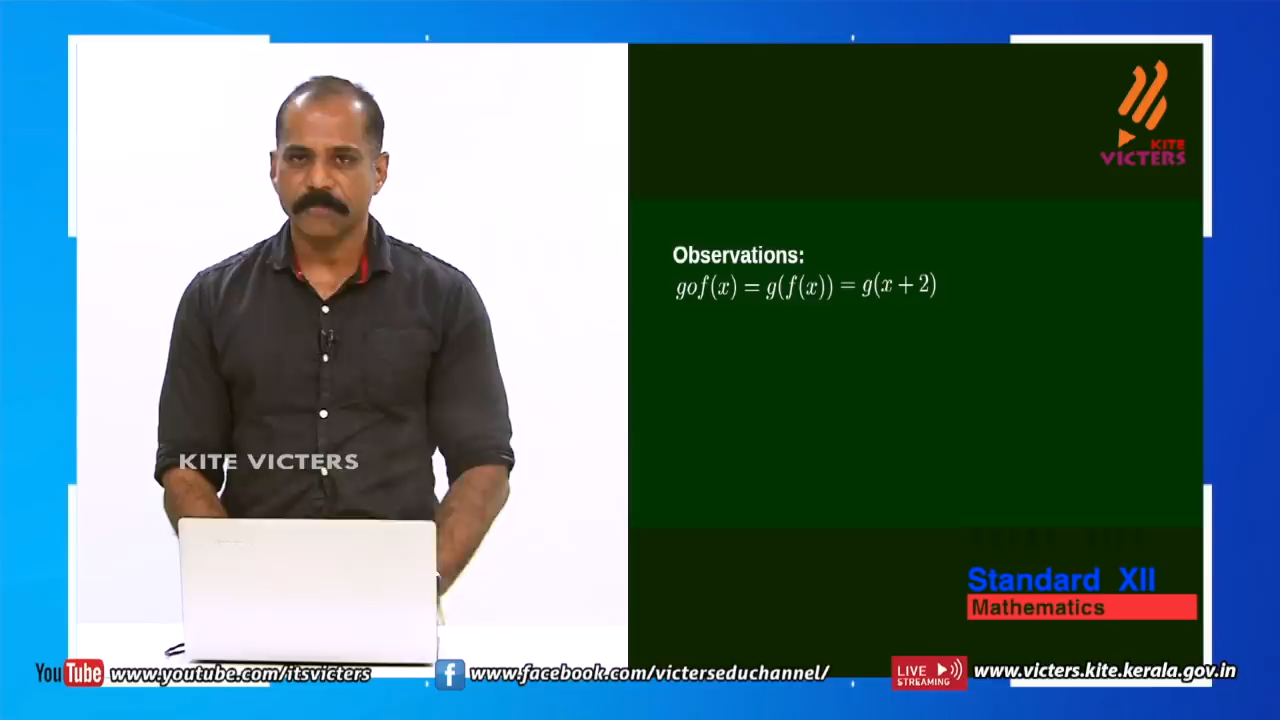 KITE
VICTERS
Observations:
gof(x) = g(f(x)) = g(x + 2)
KITE VICTERS
Standard XII
Mathematics
YouTube www.youtube.com/itsvicters
f www.facebook.com/victerseduchannel/
LIVE STREAMING www.victers.kite.kerala.gov.in